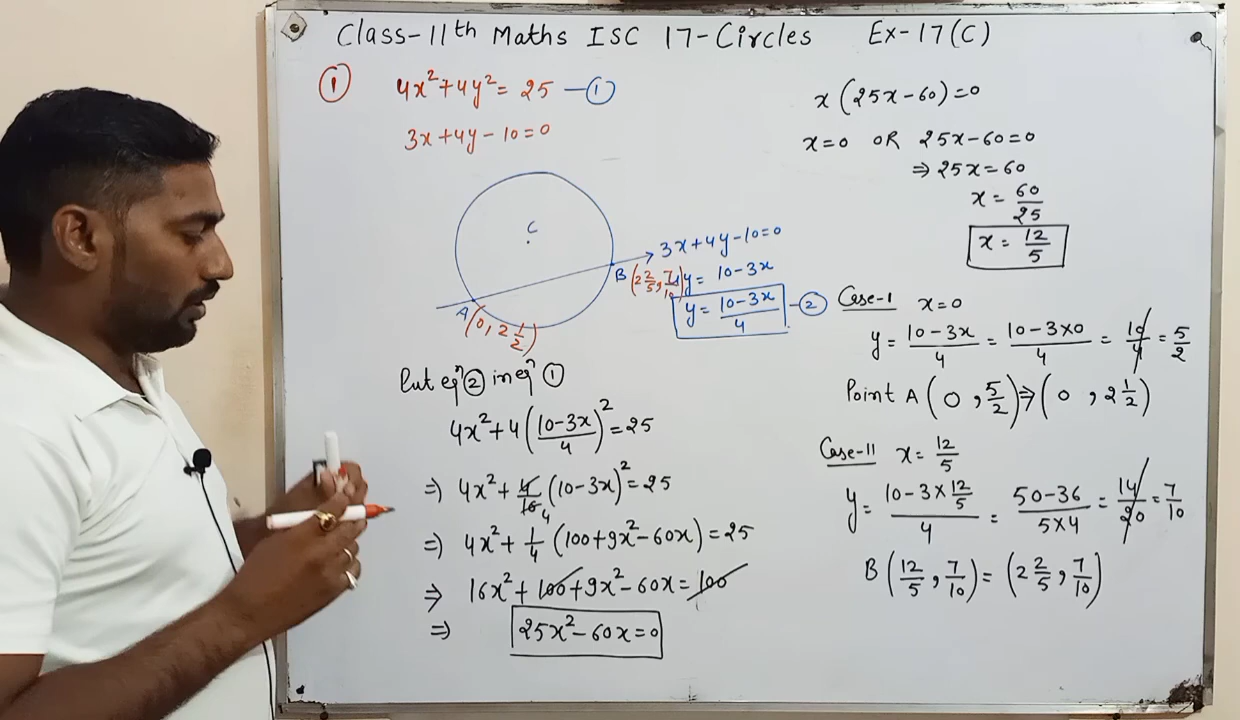 Class-11th Maths ISC 17-Circles Ex-17(C)
① 4x²+4y²= 25 —①
3x+4y-10=0
C
3x+4y-10=0
A (0, 2 1/2)
B (2 2/5, 7/10)
4y= 10-3x
y= (10-3x)/4 —②
Put eqⁿ ② in eqⁿ ①
4x²+4((10-3x)/4)²=25
⇒) 4x²+ 4/16 4 (10-3x)²=25
⇒) 4x²+ 1/4 (100+9x²-60x)=25
⇒ 16x²+100+9x²-60x=100
⇒) 25x²-60x=0
x(25x-60)=0
x=0 OR 25x-60=0
⇒25x=60
x= 60/25
x= 12/5
Case-I x=0
y= (10-3x)/4 = (10-3×0)/4 = 10/4 = 5/2
Point A (0, 5/2)⇒(0, 2 1/2)
Case-II x= 12/5
y= (10-3×12/5)/4 = (50-36)/(5×4) = 14/20 = 7/10
B (12/5, 7/10) = (2 2/5, 7/10)